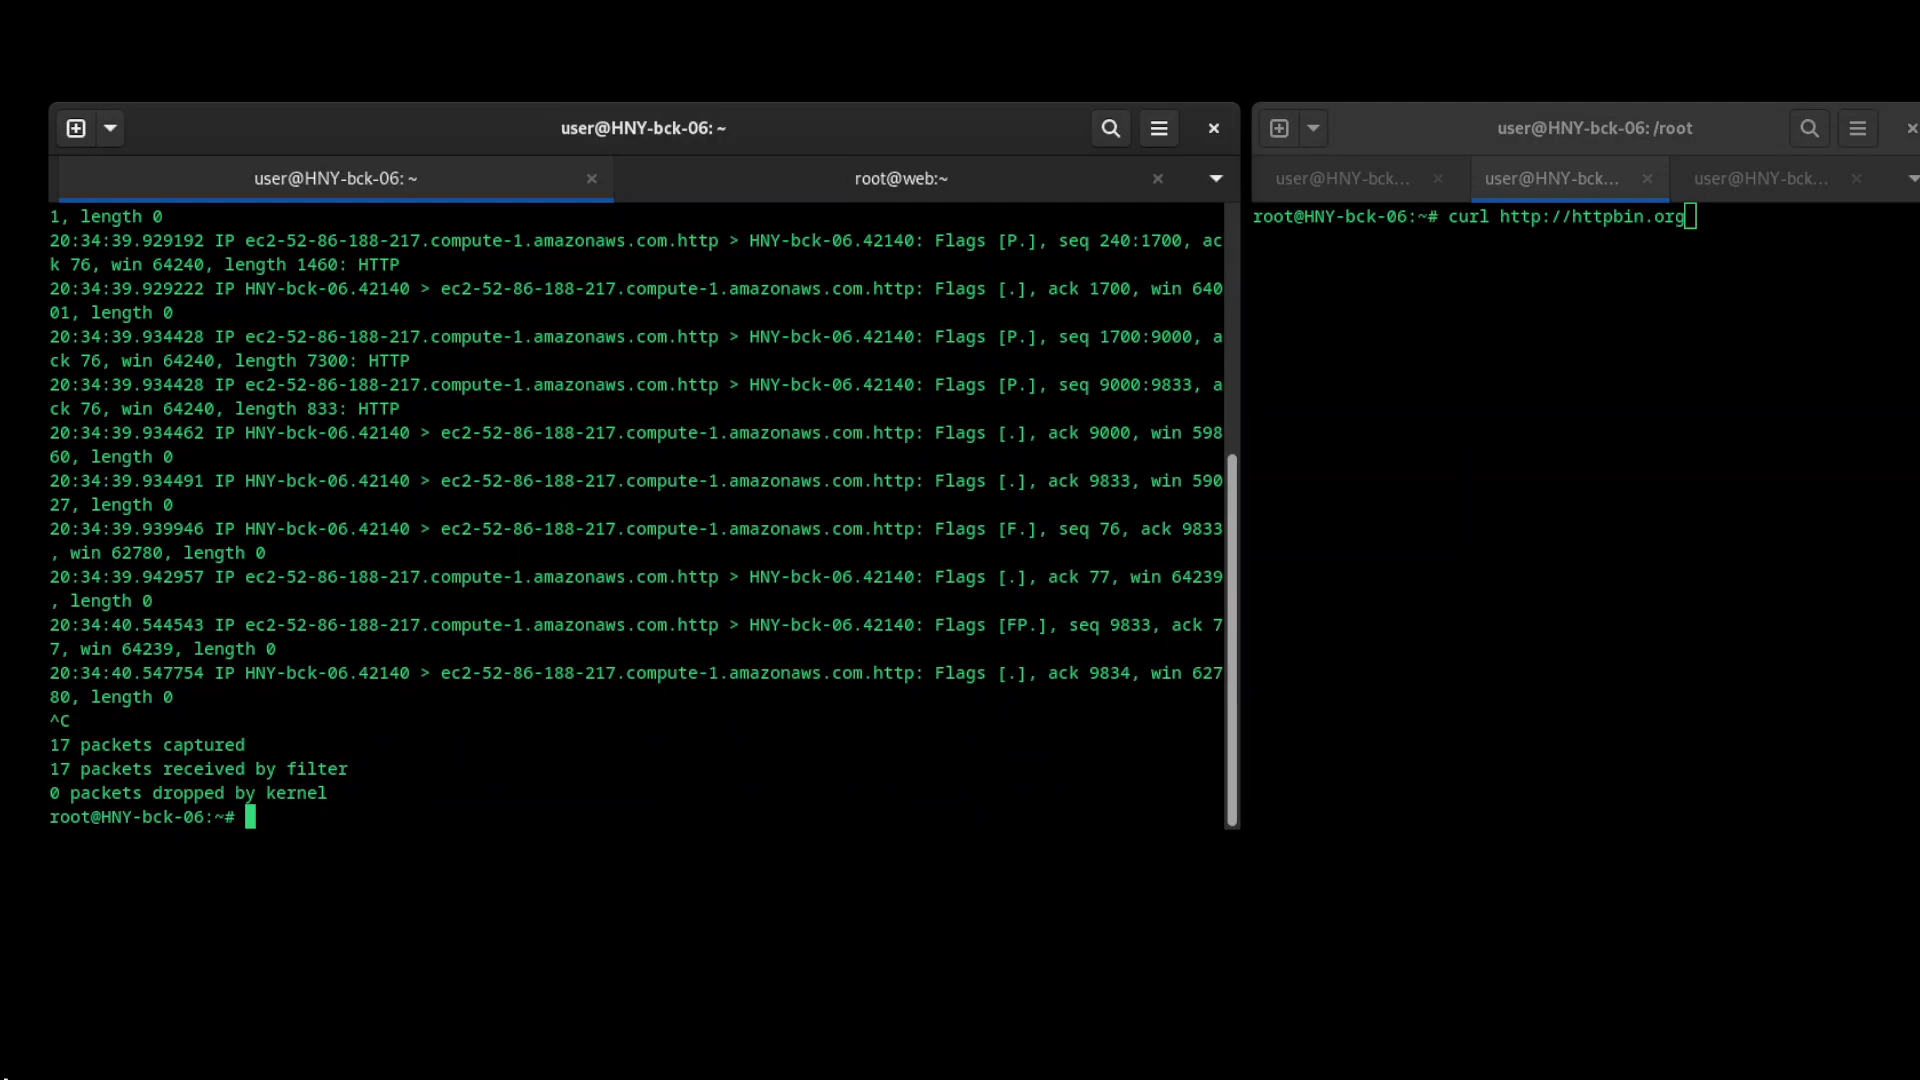 user@HNY-bck-06: ~
user@HNY-bck-06: ~
root@web:~
1, length 0
20:34:39.929192 IP ec2-52-86-188-217.compute-1.amazonaws.com.http > HNY-bck-06.42140: Flags [P.], seq 240:1700, ac
k 76, win 64240, length 1460: HTTP
20:34:39.929222 IP HNY-bck-06.42140 > ec2-52-86-188-217.compute-1.amazonaws.com.http: Flags [.], ack 1700, win 640
01, length 0
20:34:39.934428 IP ec2-52-86-188-217.compute-1.amazonaws.com.http > HNY-bck-06.42140: Flags [P.], seq 1700:9000, a
ck 76, win 64240, length 7300: HTTP
20:34:39.934428 IP ec2-52-86-188-217.compute-1.amazonaws.com.http > HNY-bck-06.42140: Flags [P.], seq 9000:9833, a
ck 76, win 64240, length 833: HTTP
20:34:39.934462 IP HNY-bck-06.42140 > ec2-52-86-188-217.compute-1.amazonaws.com.http: Flags [.], ack 9000, win 598
60, length 0
20:34:39.934491 IP HNY-bck-06.42140 > ec2-52-86-188-217.compute-1.amazonaws.com.http: Flags [.], ack 9833, win 590
27, length 0
20:34:39.939946 IP HNY-bck-06.42140 > ec2-52-86-188-217.compute-1.amazonaws.com.http: Flags [F.], seq 76, ack 9833
, win 62780, length 0
20:34:39.942957 IP ec2-52-86-188-217.compute-1.amazonaws.com.http > HNY-bck-06.42140: Flags [.], ack 77, win 64239
, length 0
20:34:40.544543 IP ec2-52-86-188-217.compute-1.amazonaws.com.http > HNY-bck-06.42140: Flags [FP.], seq 9833, ack 7
7, win 64239, length 0
20:34:40.547754 IP HNY-bck-06.42140 > ec2-52-86-188-217.compute-1.amazonaws.com.http: Flags [.], ack 9834, win 627
80, length 0
^C
17 packets captured
17 packets received by filter
0 packets dropped by kernel
root@HNY-bck-06:~#
user@HNY-bck-06: /root
user@HNY-bck...
user@HNY-bck...
user@HNY-bck...
root@HNY-bck-06:~# curl http://httpbin.org